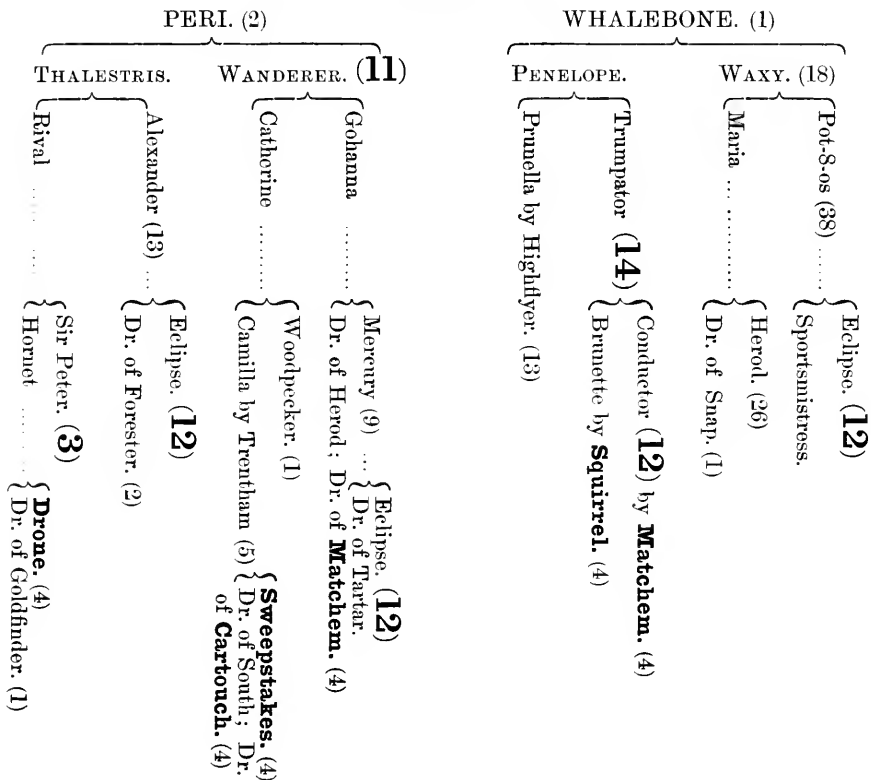 PERI. (2)
WHALEBONE. (1)
THALESTRIS.
WANDERER. (11)
PENELOPE.
WAXY. (18)
Rival ..... ..... .....
Alexander (13) ...
Catherine .........
Gohanna .........
Prunella by Highflyer. (13)
Trumpator (14)
Maria ... ............
Pot-8-os (38) ......
Sir Peter. (3)
Hornet ...... ...
Drone. (4)
Dr. of Goldfinder. (1)
Eclipse. (12)
Dr. of Forester. (2)
Woodpecker. (1)
Camilla by Trentham (5)
Sweepstakes. (4)
Dr. of South; Dr.
of Cartouch. (4)
Mercury (9) ...
Eclipse. (12)
Dr. of Tartar.
Dr. of Herod; Dr. of Matchem. (4)
Conductor (12) by Matchem. (4)
Brunette by Squirrel. (4)
Herod. (26)
Dr. of Snap. (1)
Eclipse. (12)
Sportsmistress.